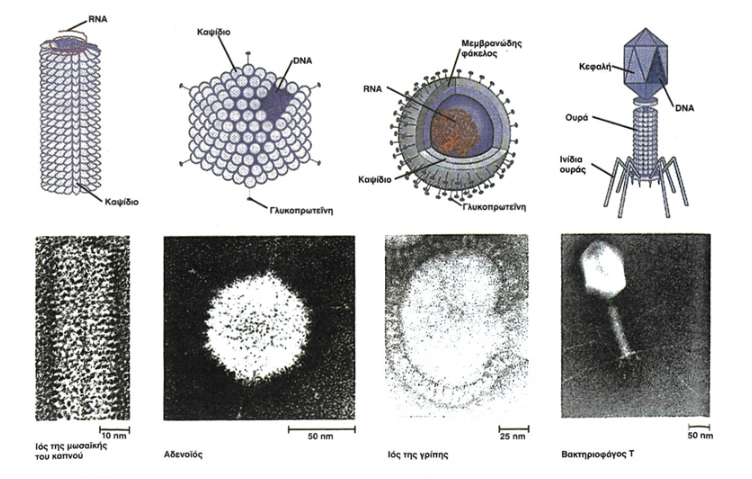 RNA
Καψίδιο
Καψίδιο
DNA
Γλυκοπρωτεΐνη
Μεμβρανώδης
φάκελος
RNA
Καψίδιο
Γλυκοπρωτεΐνη
Κεφαλή
DNA
Ουρά
Ινίδια
ουράς
10 nm
50 nm
25 nm
50 nm
Ιός της μωσαϊκής
του καπνού
Αδενοϊός
Ιός της γρίπης
Βακτηριοφάγος Τ